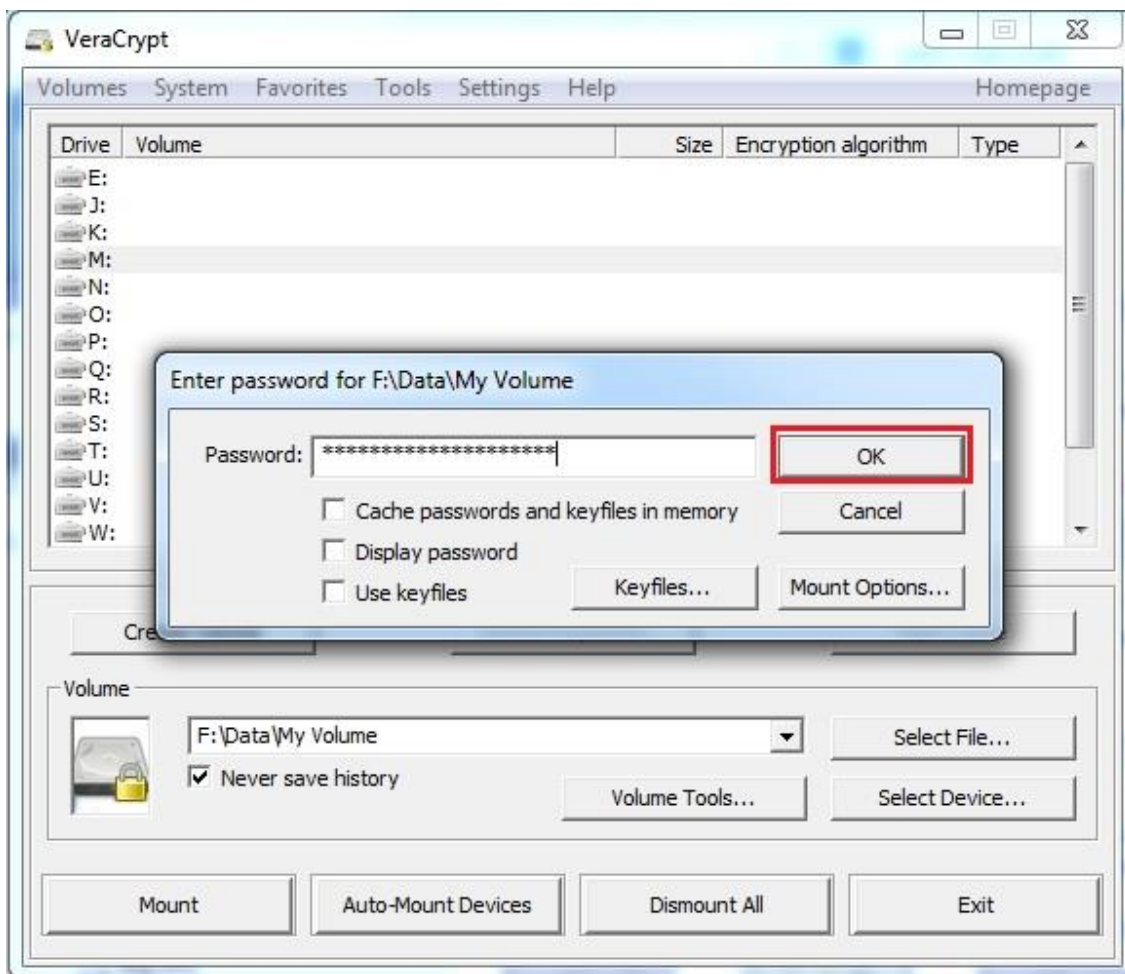 VeraCrypt
Volumes System Favorites Tools Settings Help Homepage
Drive Volume Size Encryption algorithm Type
E:
J:
K:
M:
N:
O:
P:
Q:
R:
S:
T:
U:
V:
W:
Enter password for F:\Data\My Volume
Password: ******************** OK
Cache passwords and keyfiles in memory Cancel
Display password
Use keyfiles Keyfiles... Mount Options...
Volume
F:\Data\My Volume Select File...
Never save history
Volume Tools... Select Device...
Mount Auto-Mount Devices Dismount All Exit